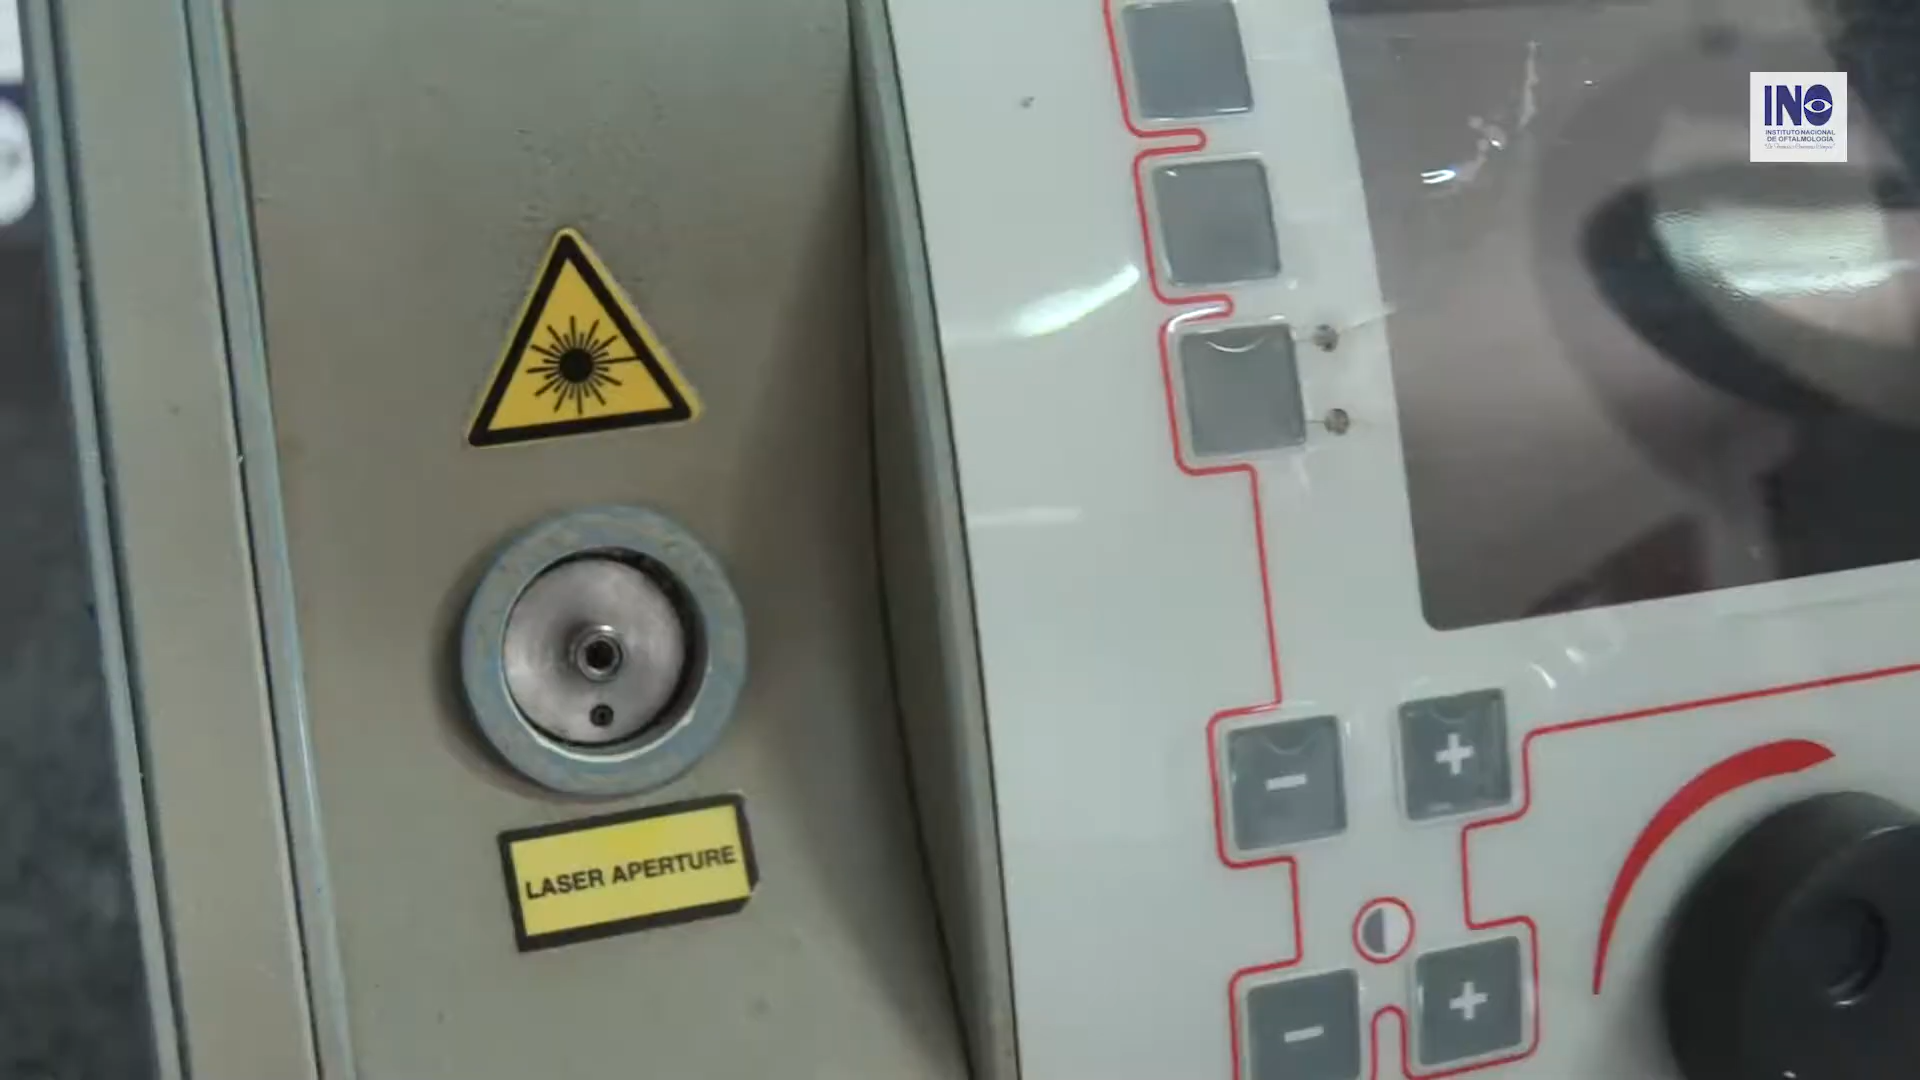 INO
INSTITUTO NACIONAL
DE OFTALMOLOGÍA
LASER APERTURE
-
+
-
+